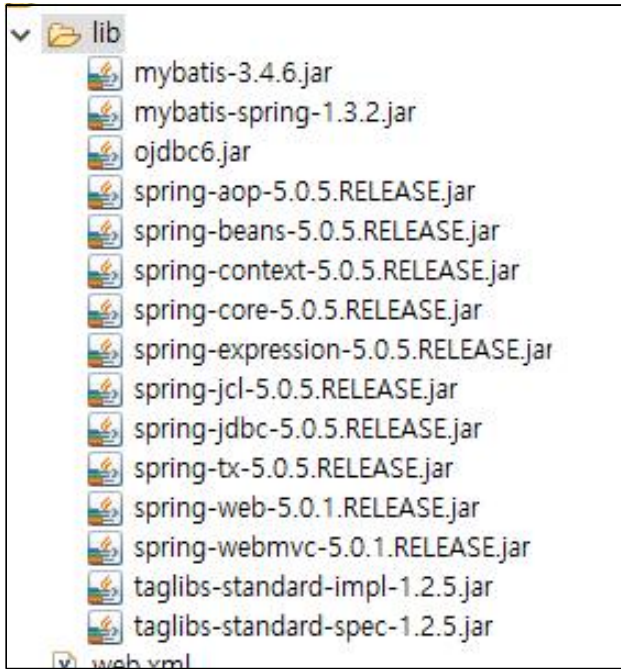 lib
mybatis-3.4.6.jar
mybatis-spring-1.3.2.jar
ojdbc6.jar
spring-aop-5.0.5.RELEASE.jar
spring-beans-5.0.5.RELEASE.jar
spring-context-5.0.5.RELEASE.jar
spring-core-5.0.5.RELEASE.jar
spring-expression-5.0.5.RELEASE.jar
spring-jcl-5.0.5.RELEASE.jar
spring-jdbc-5.0.5.RELEASE.jar
spring-tx-5.0.5.RELEASE.jar
spring-web-5.0.1.RELEASE.jar
spring-webmvc-5.0.1.RELEASE.jar
taglibs-standard-impl-1.2.5.jar
taglibs-standard-spec-1.2.5.jar
web.xml